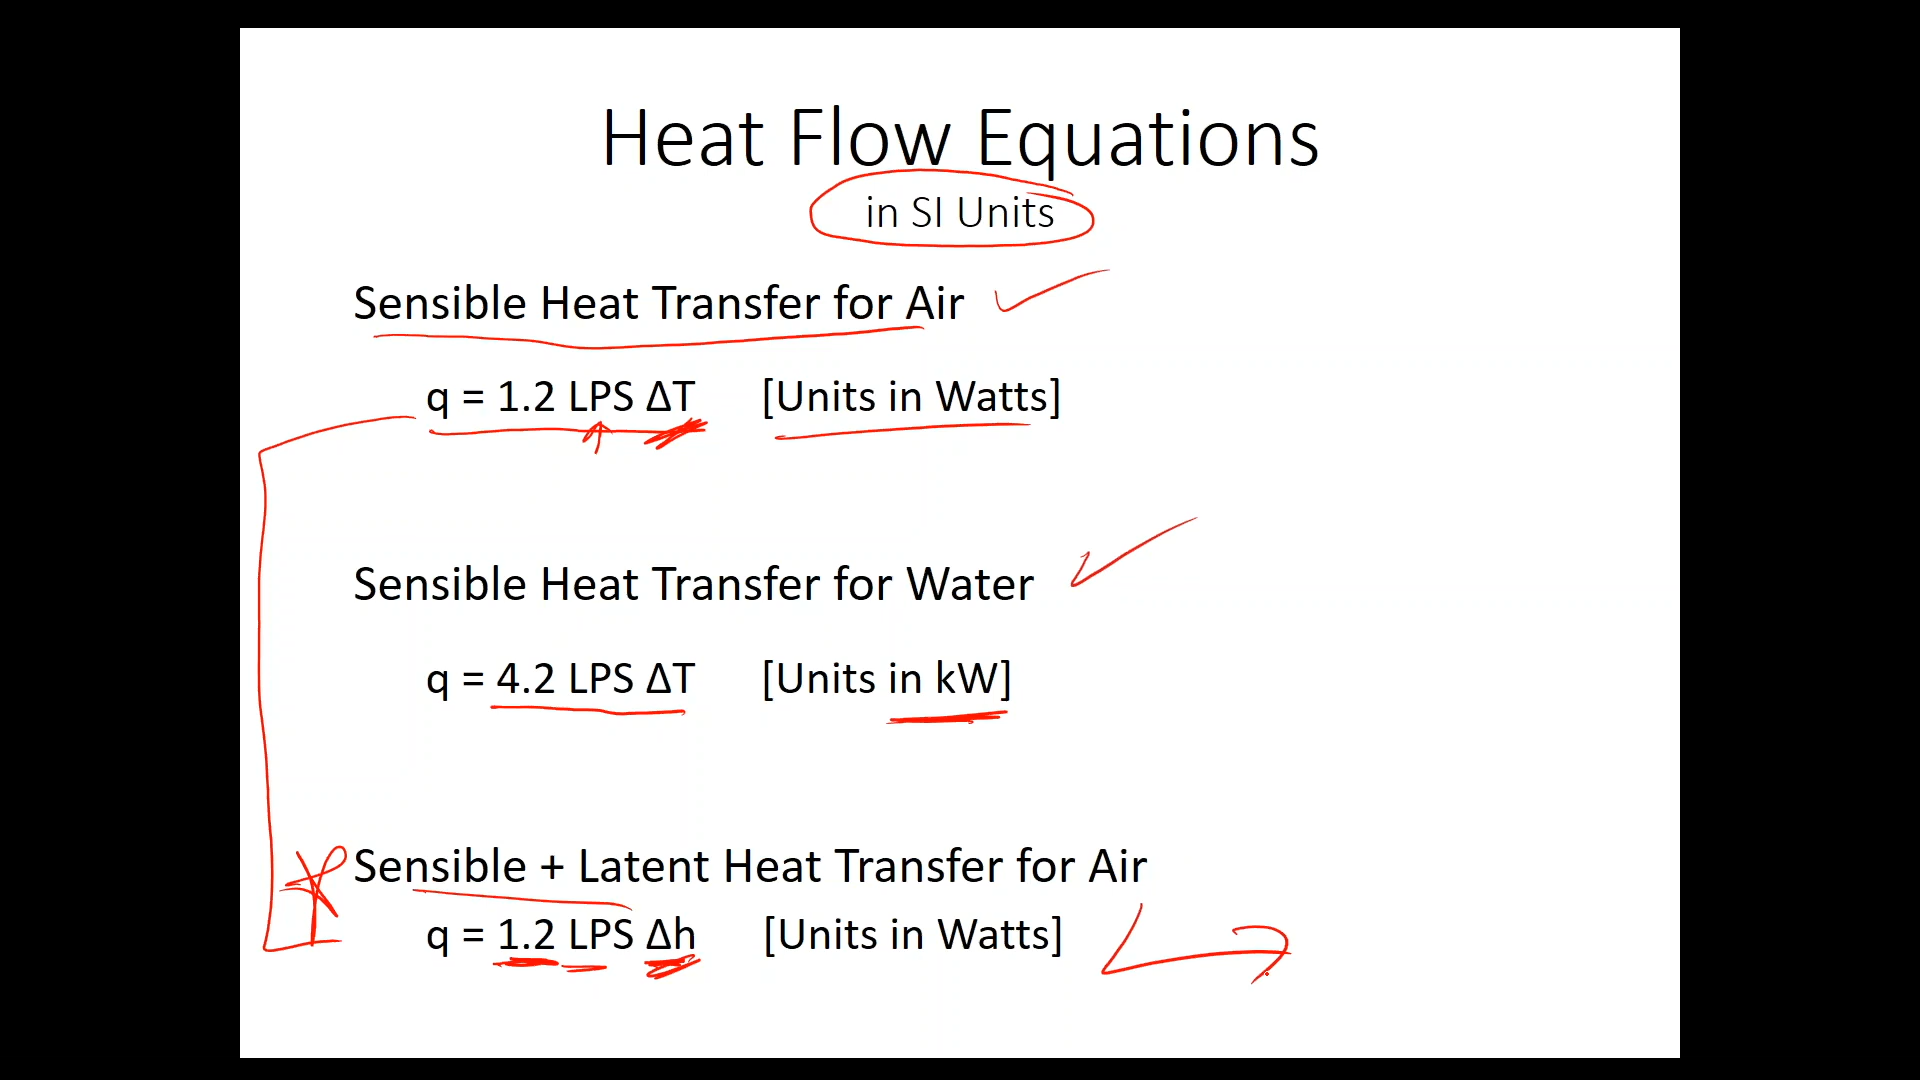 Heat Flow Equations
in SI Units
Sensible Heat Transfer for Air
q = 1.2 LPS ΔT [Units in Watts]
Sensible Heat Transfer for Water
q = 4.2 LPS ΔT [Units in kW]
Sensible + Latent Heat Transfer for Air
q = 1.2 LPS Δh [Units in Watts]